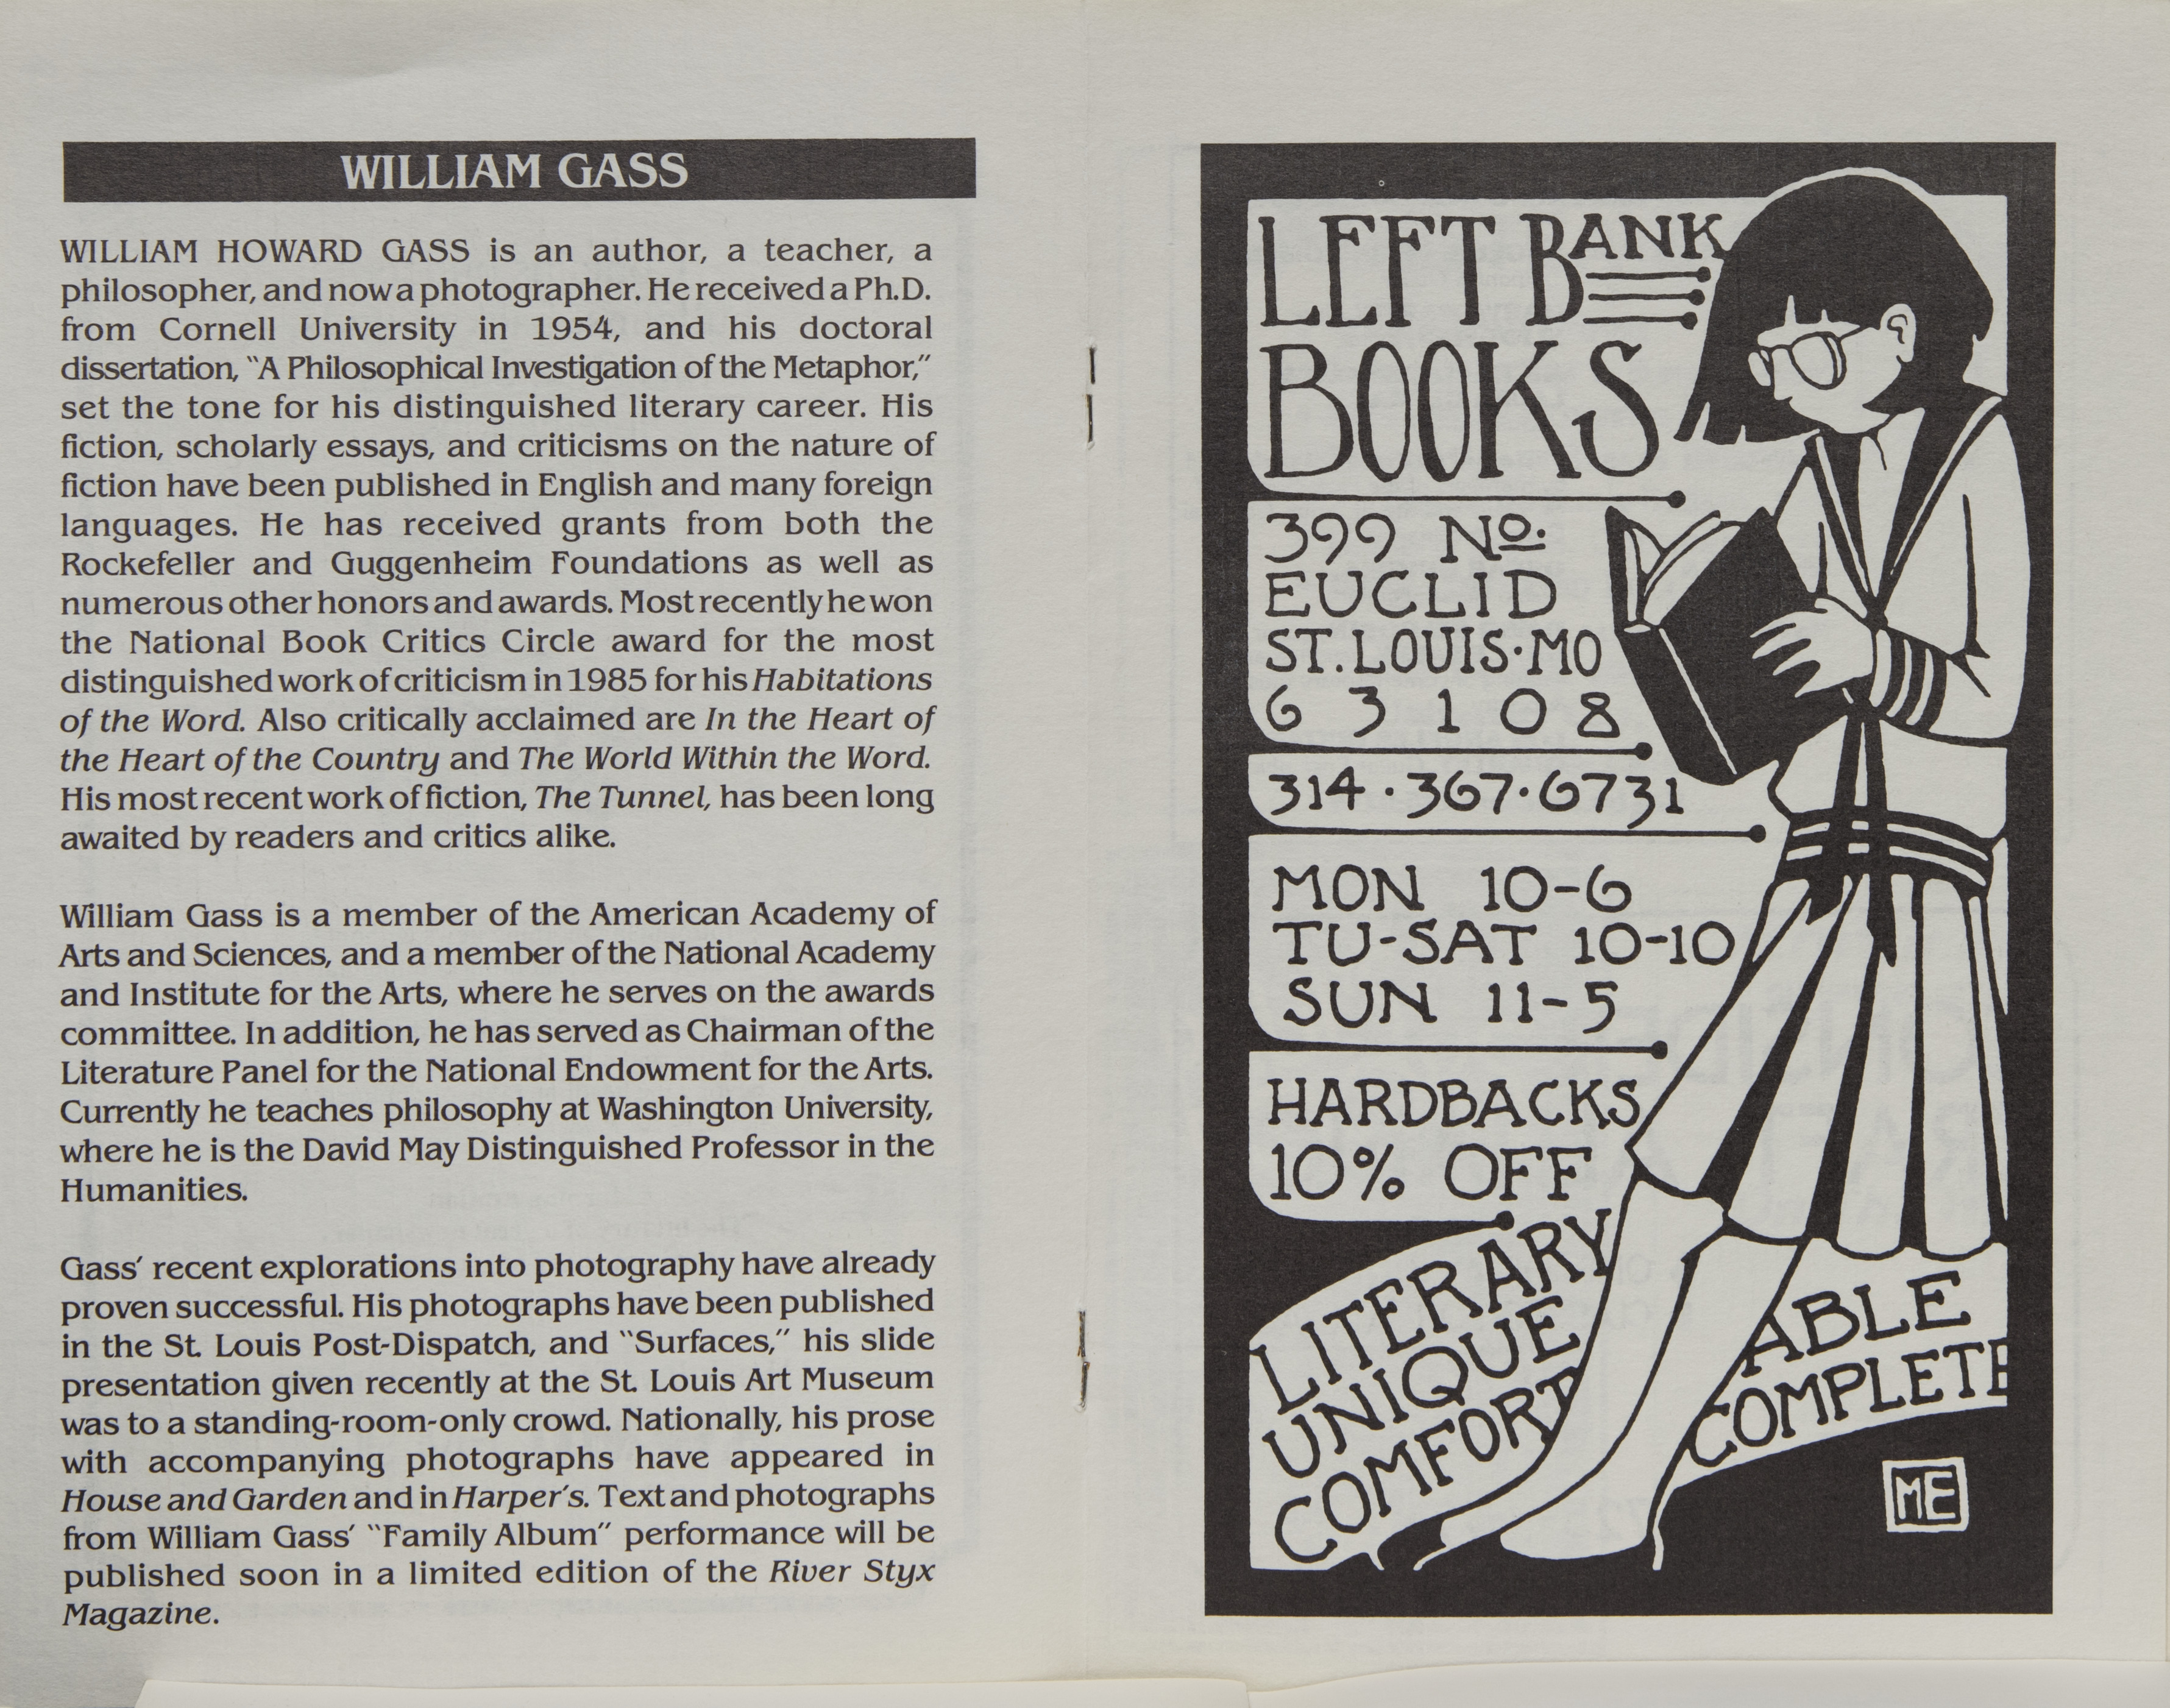 WILLIAM GASS
WILLIAM HOWARD GASS is an author, a teacher, a
philosopher, and now a photographer. He received a Ph.D.
from Cornell University in 1954, and his doctoral
dissertation, "A Philosophical Investigation of the Metaphor,"
set the tone for his distinguished literary career. His
fiction, scholarly essays, and criticisms on the nature of
fiction have been published in English and many foreign
languages. He has received grants from both the
Rockefeller and Guggenheim Foundations as well as
numerous other honors and awards. Most recently he won
the National Book Critics Circle award for the most
distinguished work of criticism in 1985 for his Habitations
of the Word. Also critically acclaimed are In the Heart of
the Heart of the Country and The World Within the Word.
His most recent work of fiction, The Tunnel, has been long
awaited by readers and critics alike.
William Gass is a member of the American Academy of
Arts and Sciences, and a member of the National Academy
and Institute for the Arts, where he serves on the awards
committee. In addition, he has served as Chairman of the
Literature Panel for the National Endowment for the Arts.
Currently he teaches philosophy at Washington University,
where he is the David May Distinguished Professor in the
Humanities.
Gass' recent explorations into photography have already
proven successful. His photographs have been published
in the St. Louis Post-Dispatch, and "Surfaces," his slide
presentation given recently at the St. Louis Art Museum
was to a standing-room-only crowd. Nationally, his prose
with accompanying photographs have appeared in
House and Garden and in Harper's. Text and photographs
from William Gass' "Family Album" performance will be
published soon in a limited edition of the River Styx
Magazine.
LEFT BANK
BOOKS
399 No.
EUCLID
ST. LOUIS·MO
63108
314·367·6731
MON 10-6
TU-SAT 10-10
SUN 11-5
HARDBACKS
10% OFF
LITERARY
UNIQUE
COMFORTABLE
COMPLETE
ME